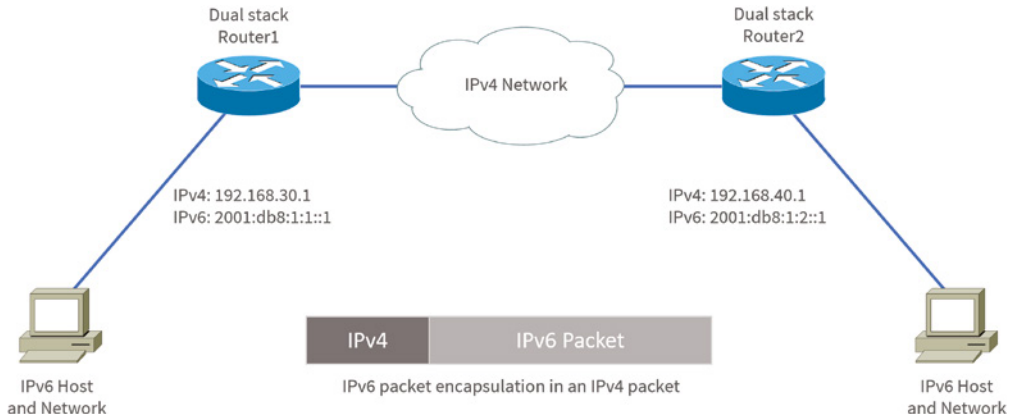 Dual stack
Router1
Dual stack
Router2
IPv4 Network
IPv4: 192.168.30.1
IPv6: 2001:db8:1:1::1
IPv4: 192.168.40.1
IPv6: 2001:db8:1:2::1
IPv4
IPv6 Packet
IPv6 packet encapsulation in an IPv4 packet
IPv6 Host
and Network
IPv6 Host
and Network